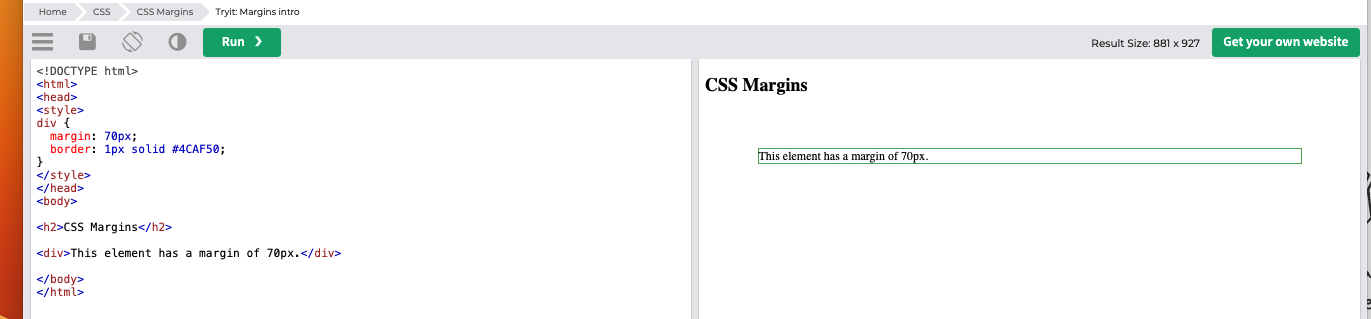 Home CSS CSS Margins Tryit: Margins intro
Run ❯ Result Size: 881 x 927 Get your own website
<!DOCTYPE html>
<html>
<head>
<style>
div {
  margin: 70px;
  border: 1px solid #4CAF50;
}
</style>
</head>
<body>
<h2>CSS Margins</h2>
<div>This element has a margin of 70px.</div>
</body>
</html>
CSS Margins
This element has a margin of 70px.